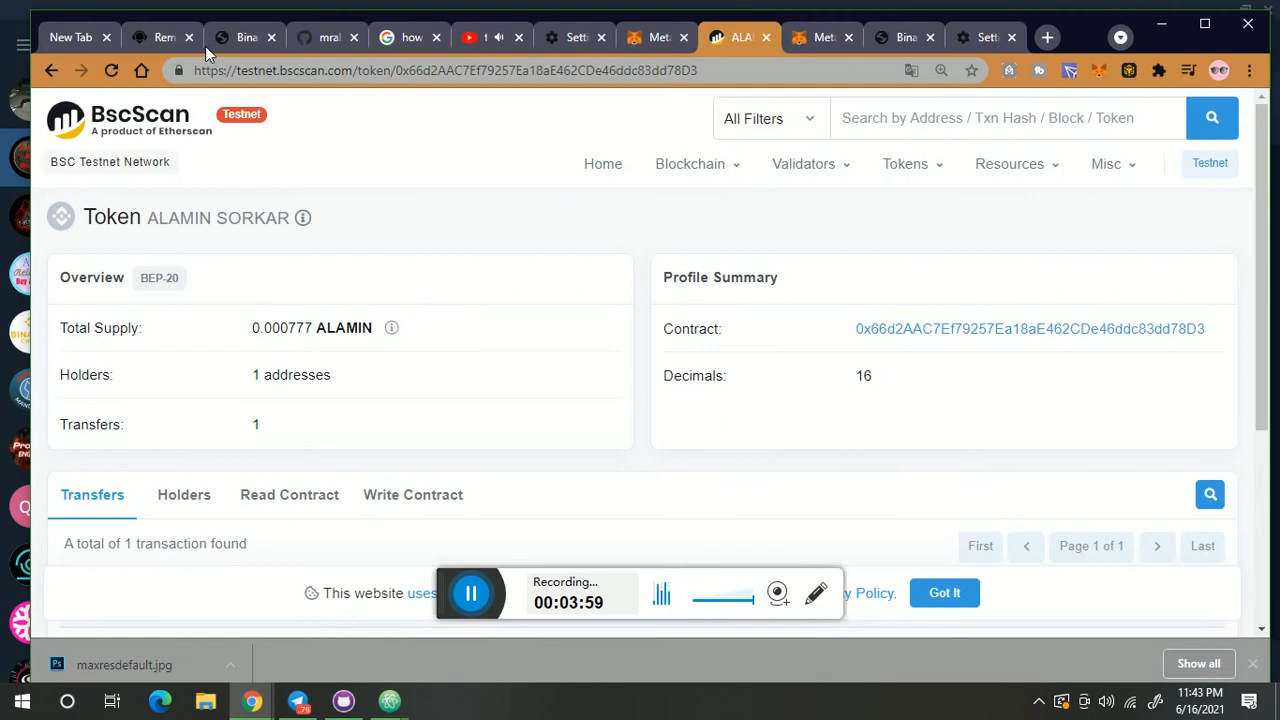 New Tab
Rem
Bina
mral
how
t
Setti
Meta
ALA
Meta
Bina
Setti
https://testnet.bscscan.com/token/0x66d2AAC7Ef79257Ea18aE462CDe46ddc83dd78D3
BscScan
Testnet
A product of Etherscan
All Filters
Search by Address / Txn Hash / Block / Token
BSC Testnet Network
Home
Blockchain
Validators
Tokens
Resources
Misc
Testnet
Token ALAMIN SORKAR
Overview BEP-20
Profile Summary
Total Supply: 0.000777 ALAMIN
Contract: 0x66d2AAC7Ef79257Ea18aE462CDe46ddc83dd78D3
Holders: 1 addresses
Decimals: 16
Transfers: 1
Transfers
Holders
Read Contract
Write Contract
A total of 1 transaction found
First
Page 1 of 1
Last
This website uses
y Policy.
Got It
Recording...
00:03:59
Ps
maxresdefault.jpg
Show all
79
11:43 PM
6/16/2021